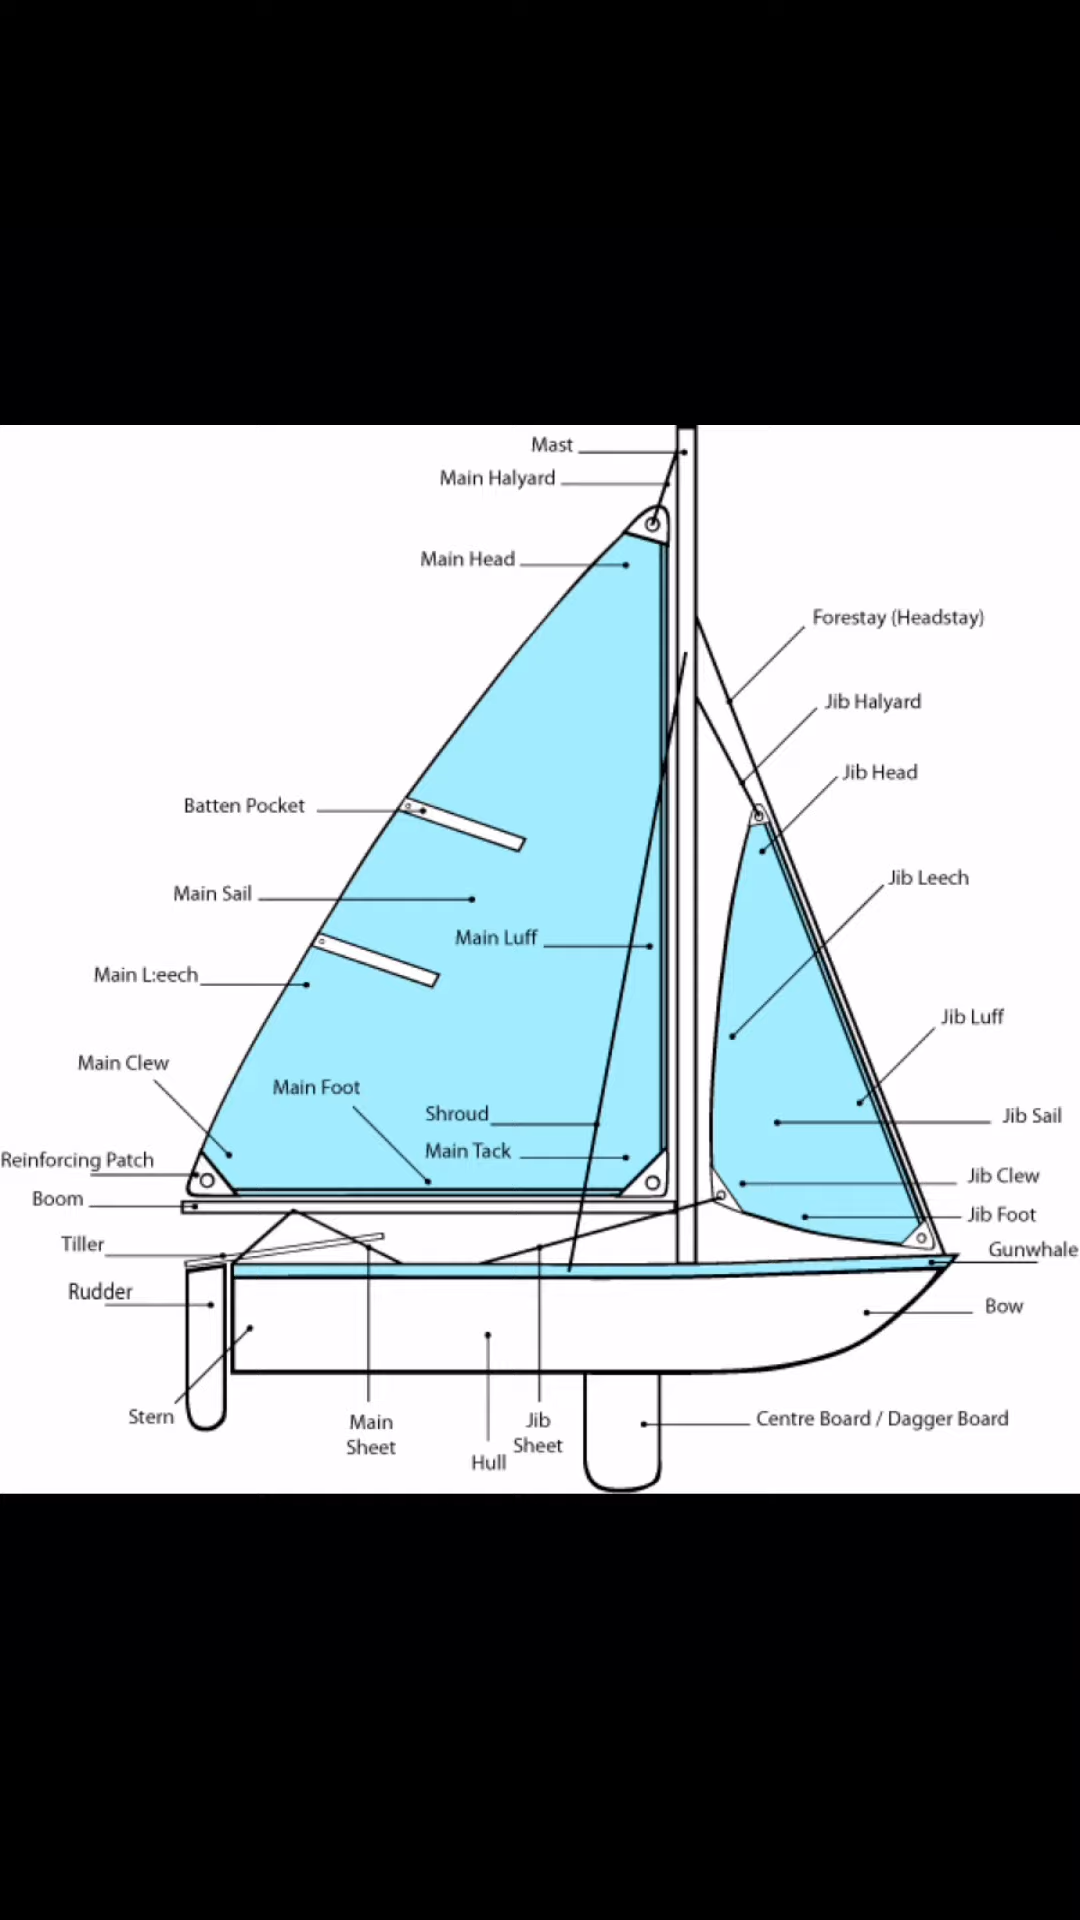 Mast
Main Halyard
Main Head
Forestay (Headstay)
Jib Halyard
Jib Head
Batten Pocket
Jib Leech
Main Sail
Main Luff
Main L:eech
Jib Luff
Main Clew
Main Foot
Shroud
Jib Sail
Main Tack
Reinforcing Patch
Jib Clew
Boom
Jib Foot
Tiller
Gunwhale
Rudder
Bow
Stern
Main
Sheet
Jib
Sheet
Hull
Centre Board / Dagger Board